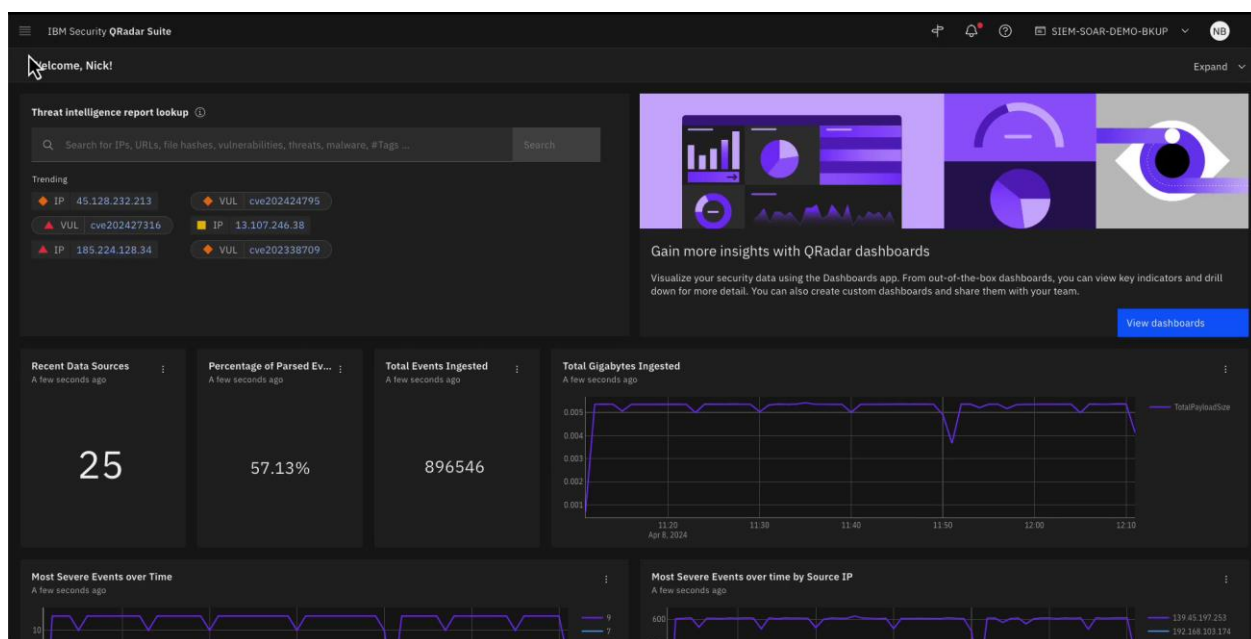 IBM Security QRadar Suite
SIEM-SOAR-DEMO-BKUP
NB
elcome, Nick!
Expand
Threat intelligence report lookup
Search for IPs, URLs, file hashes, vulnerabilities, threats, malware, #Tags ...
Search
Trending
IP 45.128.232.213
VUL cve202424795
VUL cve202427316
IP 13.107.246.38
IP 185.224.128.34
VUL cve202338709
Gain more insights with QRadar dashboards
Visualize your security data using the Dashboards app. From out-of-the-box dashboards, you can view key indicators and drill
down for more detail. You can also create custom dashboards and share them with your team.
View dashboards
Recent Data Sources
A few seconds ago
25
Percentage of Parsed Ev...
A few seconds ago
57.13%
Total Events Ingested
A few seconds ago
896546
Total Gigabytes Ingested
A few seconds ago
0.005
0.004
0.003
0.002
0.001
11:20
Apr 8, 2024
11:30
11:40
11:50
12:00
12:10
TotalPayloadSize
Most Severe Events over Time
A few seconds ago
10
9
7
Most Severe Events over time by Source IP
A few seconds ago
600
139.45.197.253
192.168.103.174